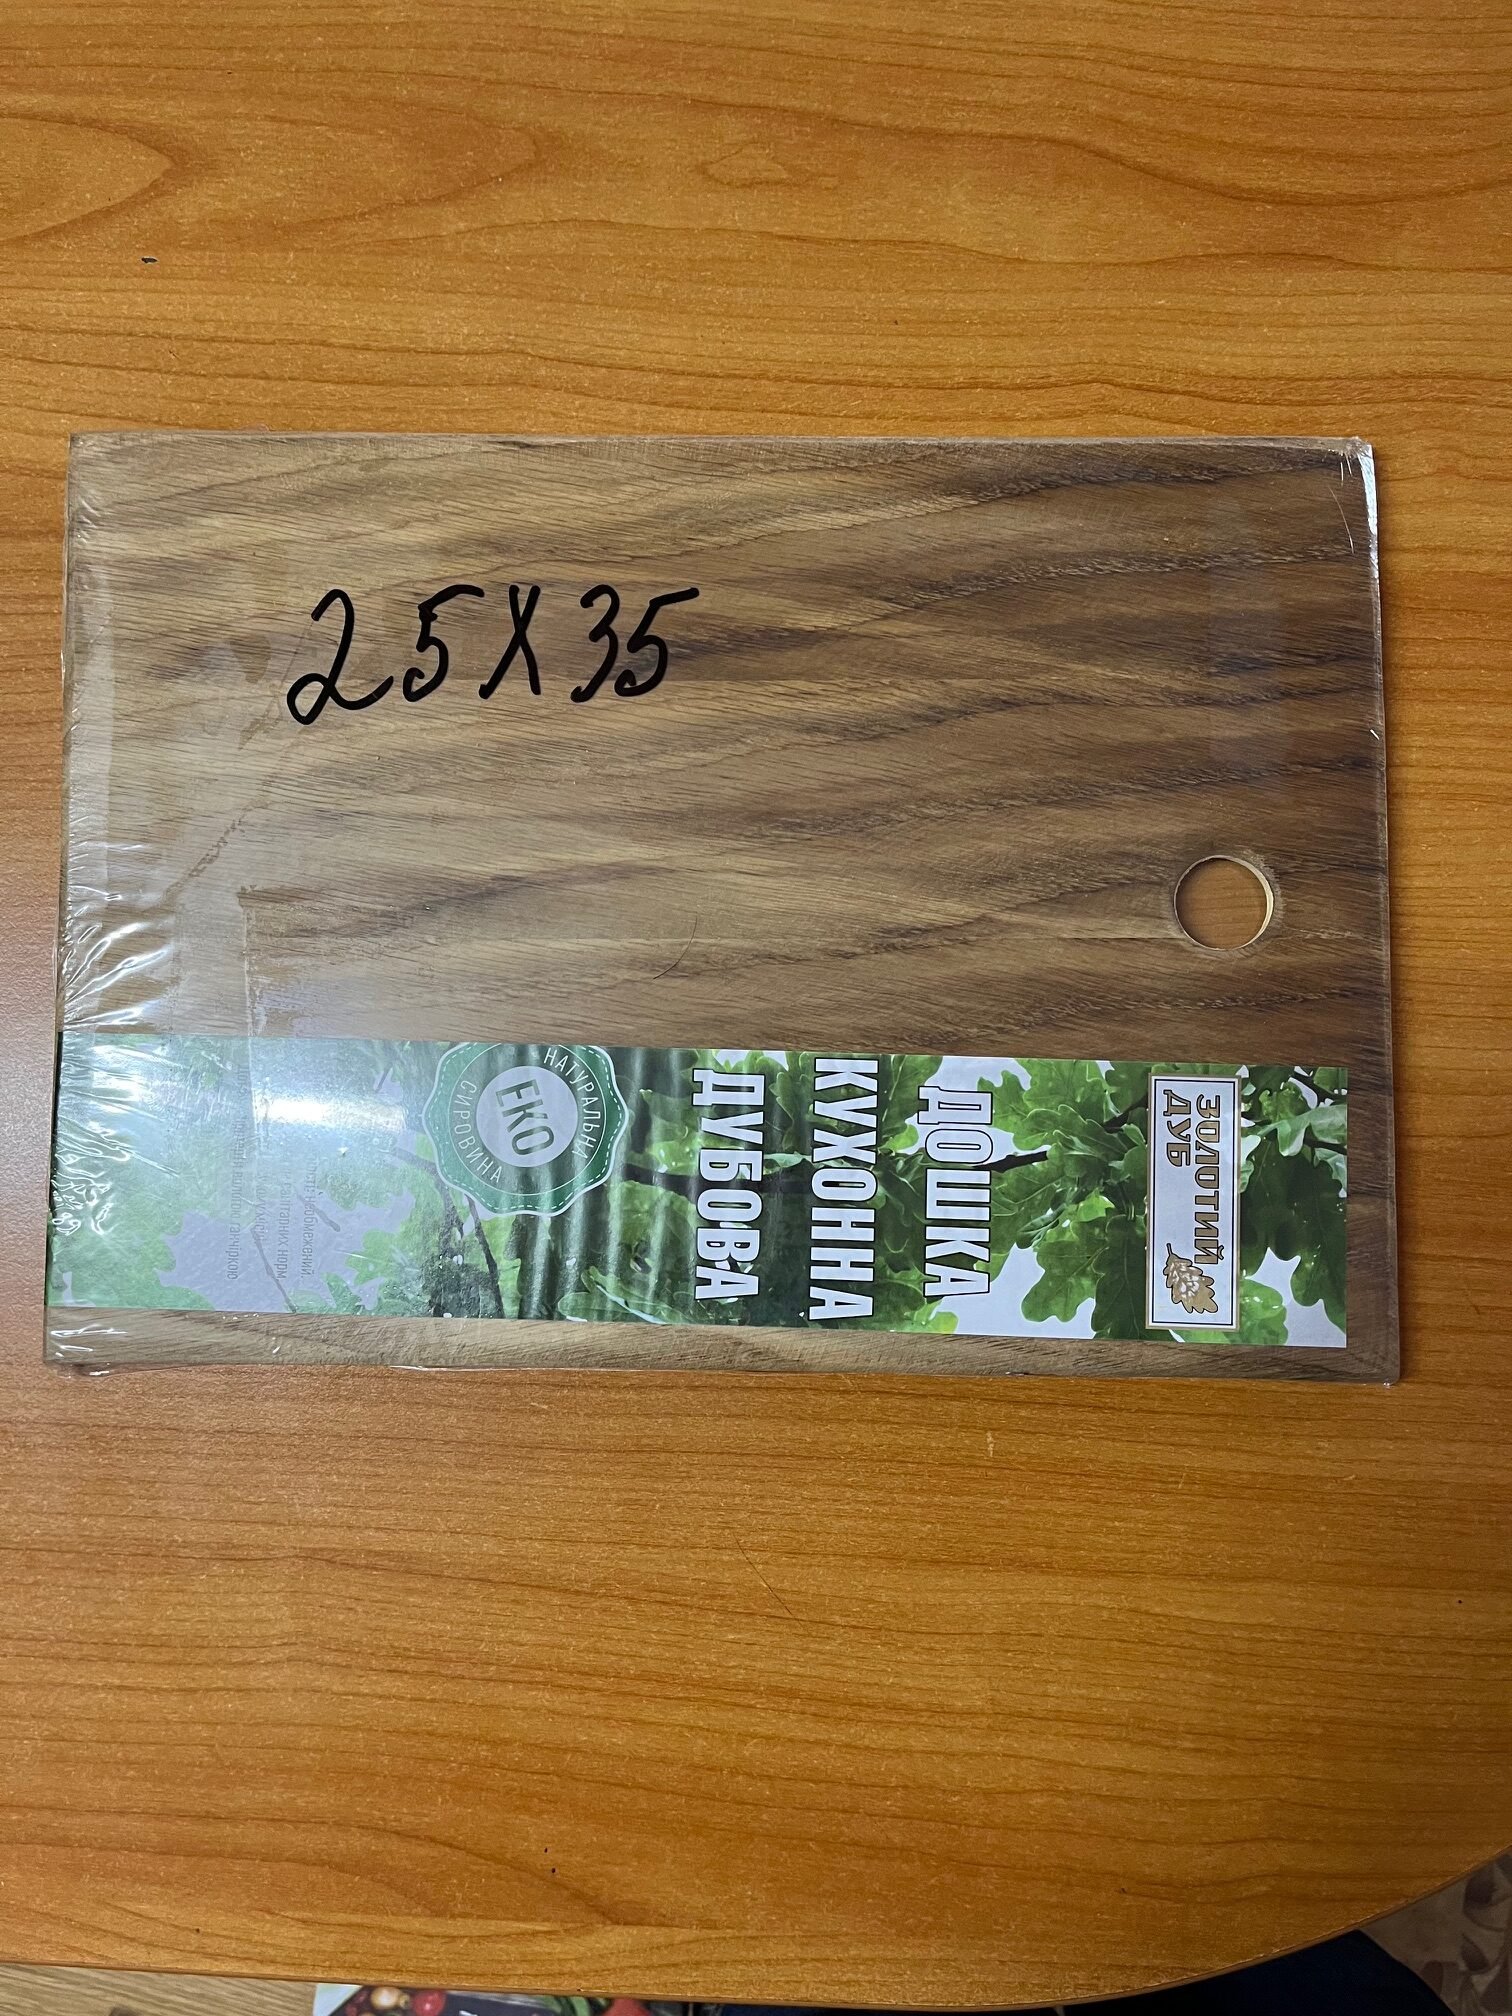 25X35
ЗОЛОТИЙ
ДУБ
ДОШКА
КУХОННА
ДУБОВА
НАТУРАЛЬНА
ЕКО
СИРОВИНА